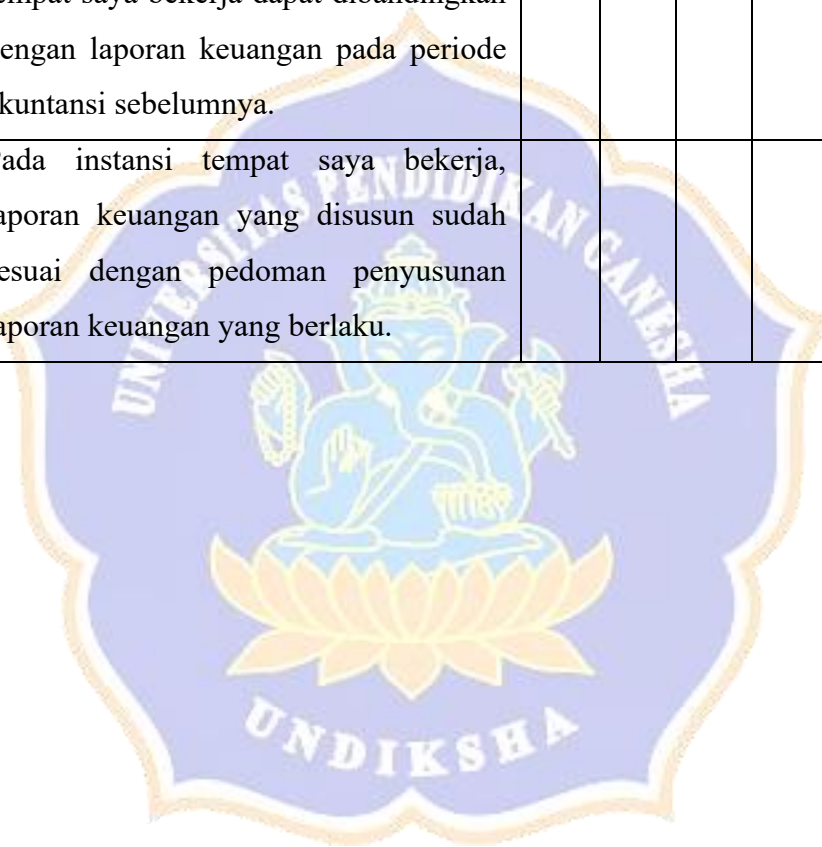 tempat saya bekerja dapat dibandingkan
dengan laporan keuangan pada periode
akuntansi sebelumnya.
Pada instansi tempat saya bekerja,
laporan keuangan yang disusun sudah
sesuai dengan pedoman penyusunan
laporan keuangan yang berlaku.
UNIVERSITAS PENDIDIKAN GANESHA
UNDIKSHA